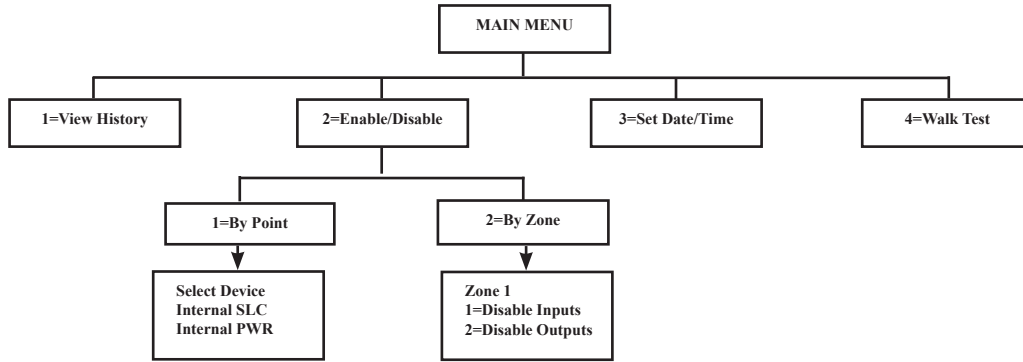 MAIN MENU
1=View History
2=Enable/Disable
3=Set Date/Time
4=Walk Test
1=By Point
2=By Zone
Select Device
Internal SLC
Internal PWR
Zone 1
1=Disable Inputs
2=Disable Outputs